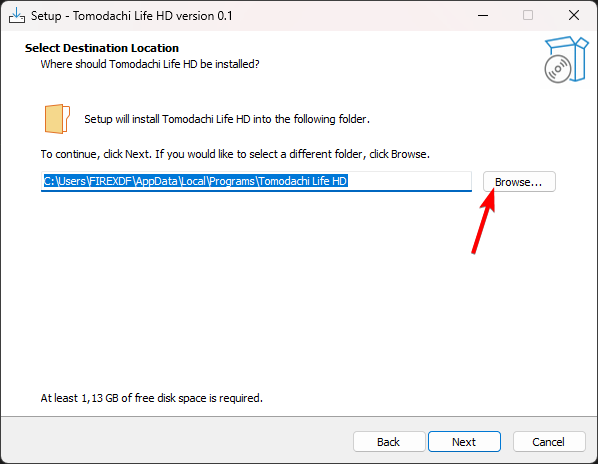 Setup - Tomodachi Life HD version 0.1
Select Destination Location
Where should Tomodachi Life HD be installed?
Setup will install Tomodachi Life HD into the following folder.
To continue, click Next. If you would like to select a different folder, click Browse.
C:\Users\FIREXDF\AppData\Local\Programs\Tomodachi Life HD
Browse...
At least 1,13 GB of free disk space is required.
Back
Next
Cancel